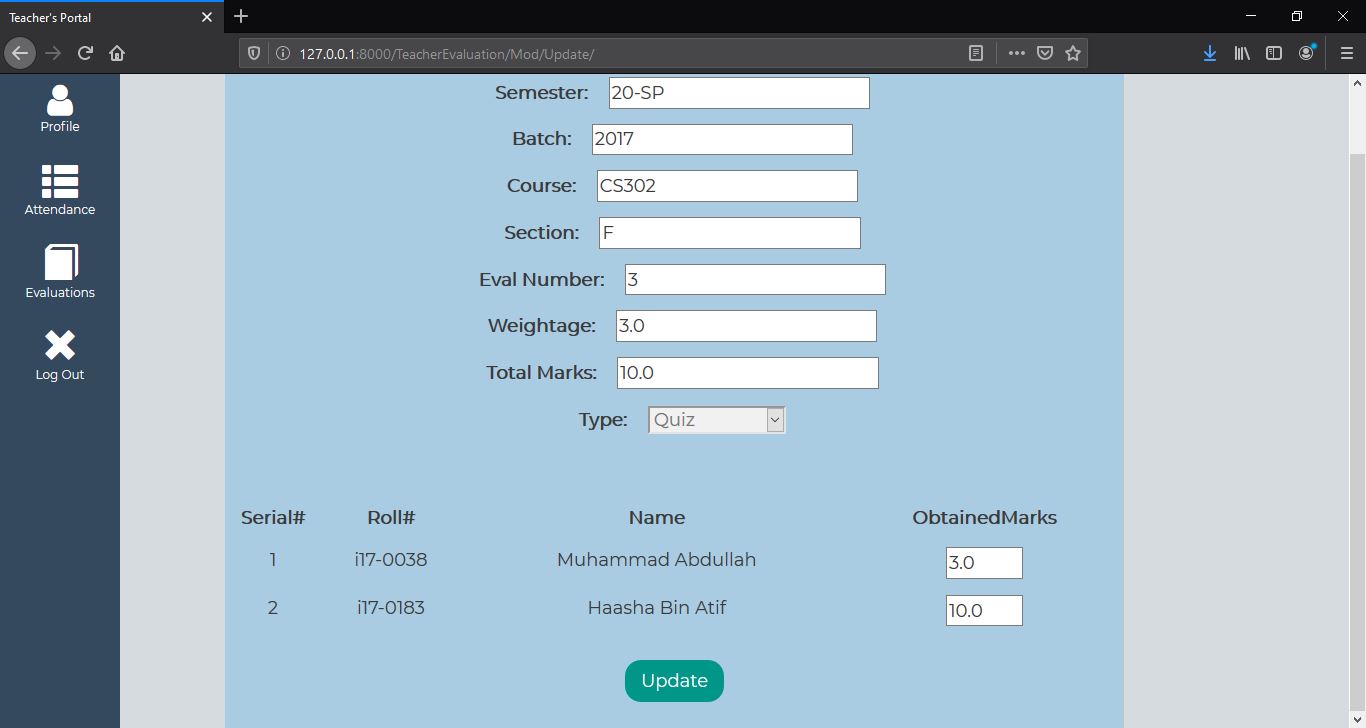 Teacher's Portal
127.0.0.1:8000/TeacherEvaluation/Mod/Update/
Profile
Attendance
Evaluations
Log Out
Semester: 20-SP
Batch: 2017
Course: CS302
Section: F
Eval Number: 3
Weightage: 3.0
Total Marks: 10.0
Type: Quiz
Serial# Roll# Name ObtainedMarks
1 i17-0038 Muhammad Abdullah 3.0
2 i17-0183 Haasha Bin Atif 10.0
Update